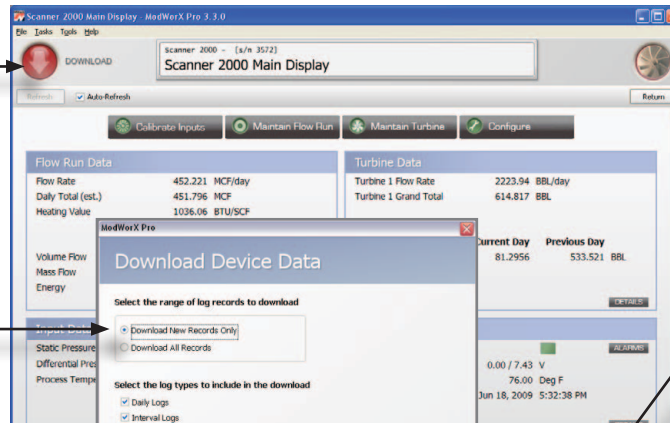 Scanner 2000 Main Display - ModWorX Pro 3.3.0
File Tasks Tools Help
DOWNLOAD
Scanner 2000 - [s/n 3572]
Scanner 2000 Main Display
Refresh
Auto-Refresh
Return
Calibrate Inputs
Maintain Flow Run
Maintain Turbine
Configure
Flow Run Data
Flow Rate 452.221 MCF/day
Daily Total (est.) 451.796 MCF
Heating Value 1036.06 BTU/SCF
Volume Flow
Mass Flow
Energy
Turbine Data
Turbine 1 Flow Rate 2223.94 BBL/day
Turbine 1 Grand Total 614.817 BBL
Current Day Previous Day
81.2956 533.521 BBL
DETAILS
ModWorX Pro
Download Device Data
Select the range of log records to download
Download New Records Only
Download All Records
Select the log types to include in the download
Daily Logs
Interval Logs
Input Data
Static Pressure
Differential Pres
Process Tempe
ALARMS
0.00 / 7.43 V
76.00 Deg F
Jun 18, 2009 5:32:38 PM